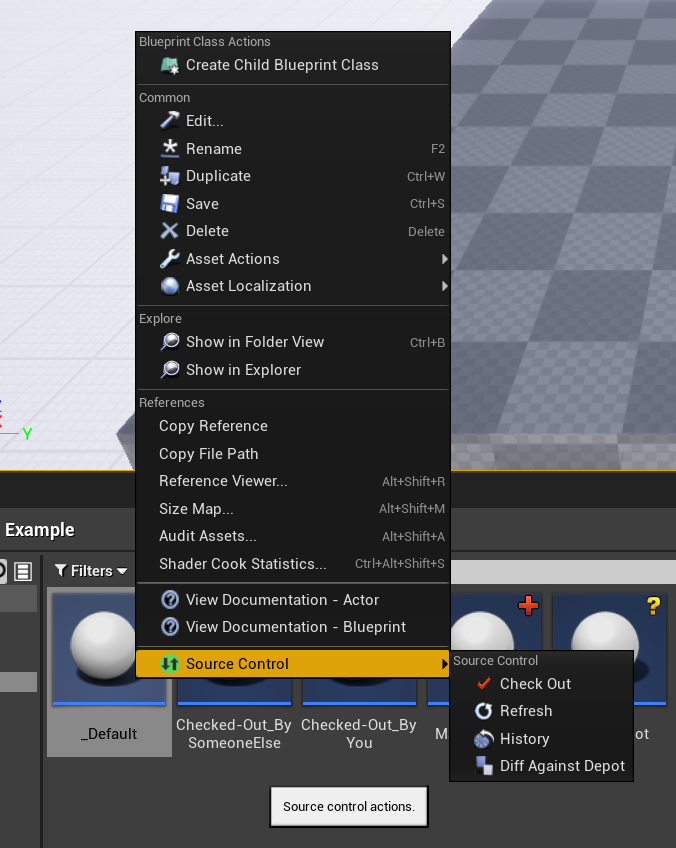 Blueprint Class Actions
Create Child Blueprint Class
Common
Edit...
Rename F2
Duplicate Ctrl+W
Save Ctrl+S
Delete Delete
Asset Actions
Asset Localization
Explore
Show in Folder View Ctrl+B
Show in Explorer
References
Copy Reference
Copy File Path
Reference Viewer... Alt+Shift+R
Size Map... Alt+Shift+M
Audit Assets... Alt+Shift+A
Shader Cook Statistics... Ctrl+Alt+Shift+S
View Documentation - Actor
View Documentation - Blueprint
Source Control
Source Control
Check Out
Refresh
History
Diff Against Depot
Y
Example
Filters
?
_Default
Checked-Out_By
SomeoneElse
Checked-Out_By
You
M
ot
Source control actions.